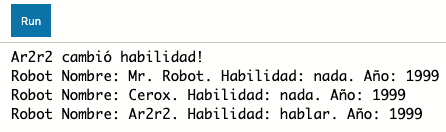 Run
Ar2r2 cambió habilidad!
Robot Nombre: Mr. Robot. Habilidad: nada. Año: 1999
Robot Nombre: Cerox. Habilidad: nada. Año: 1999
Robot Nombre: Ar2r2. Habilidad: hablar. Año: 1999